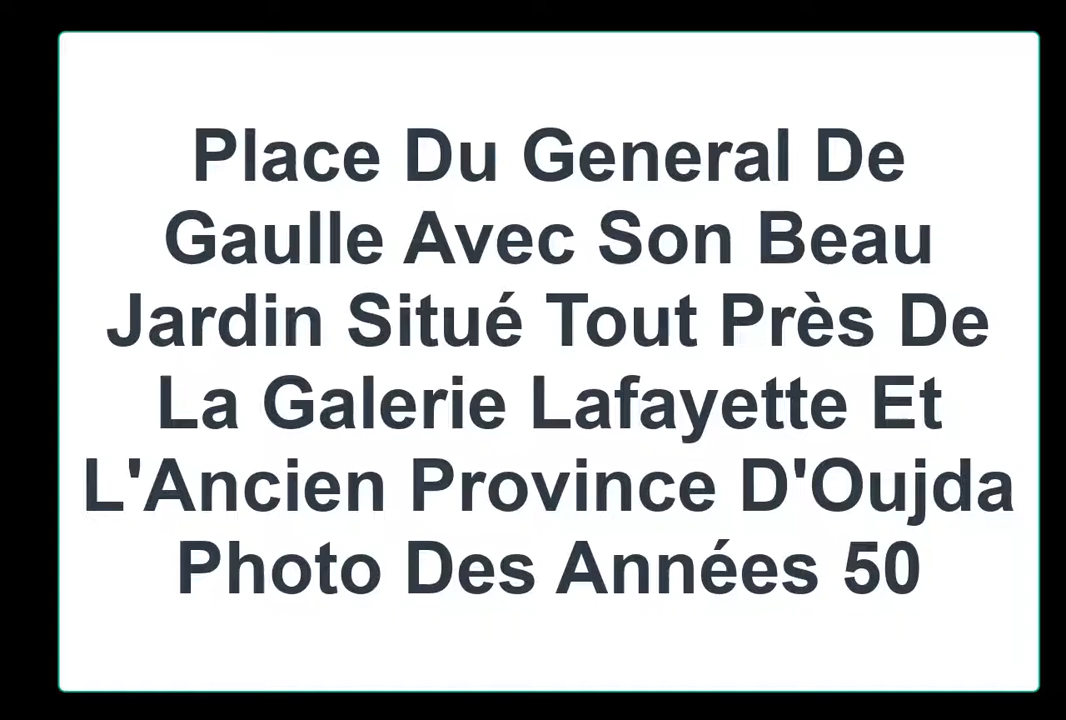 Place Du General De
Gaulle Avec Son Beau
Jardin Situé Tout Près De
La Galerie Lafayette Et
L'Ancien Province D'Oujda
Photo Des Années 50